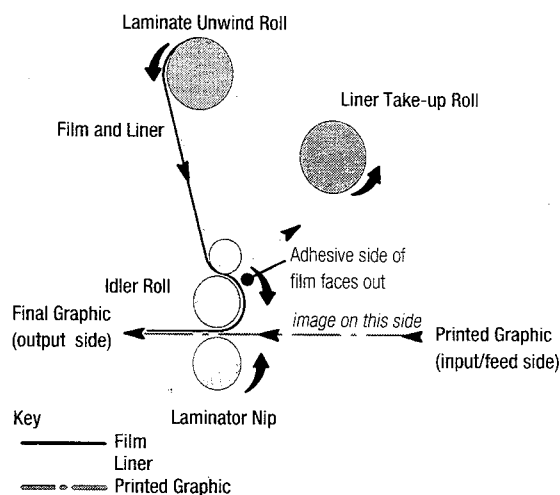 Laminate Unwind Roll
Liner Take-up Roll
Film and Liner
Adhesive side of
film faces out
Idler Roll
Final Graphic
(output side)
image on this side
Printed Graphic
(input/feed side)
Laminator Nip
Key
Film
Liner
Printed Graphic